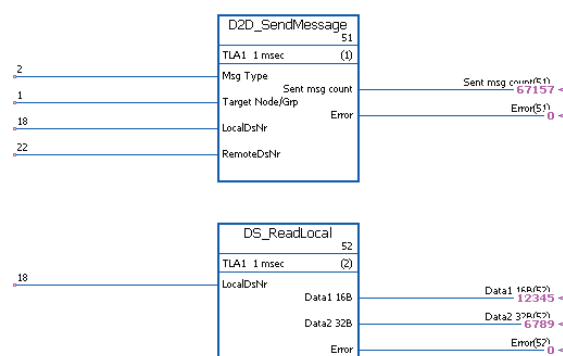 D2D_SendMessage
51
TLA1 1 msec (1)
2
Msg Type
Sent msg count
Sent msg count(51)
67157
1
Target Node/Grp
Error
Error(51)
0
18
LocalDsNr
22
RemoteDsNr
DS_ReadLocal
52
TLA1 1 msec (2)
18
LocalDsNr
Data1 16B
Data1 16B(52)
12345
Data2 32B
Data2 32B(52)
6789
Error
Error(52)
0